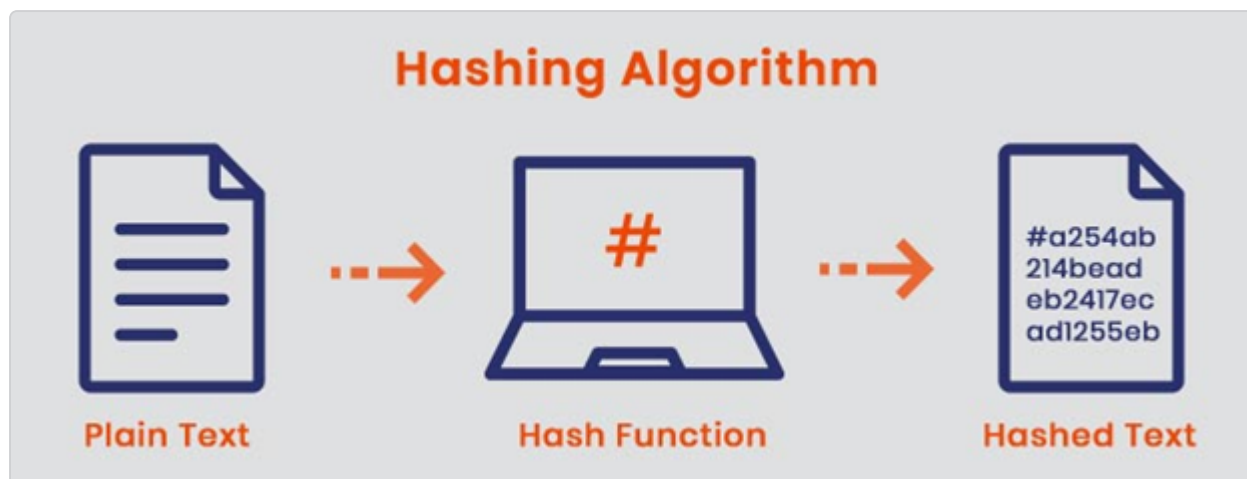 Hashing Algorithm
#
#a254ab
214bead
eb2417ec
ad1255eb
Plain Text
Hash Function
Hashed Text